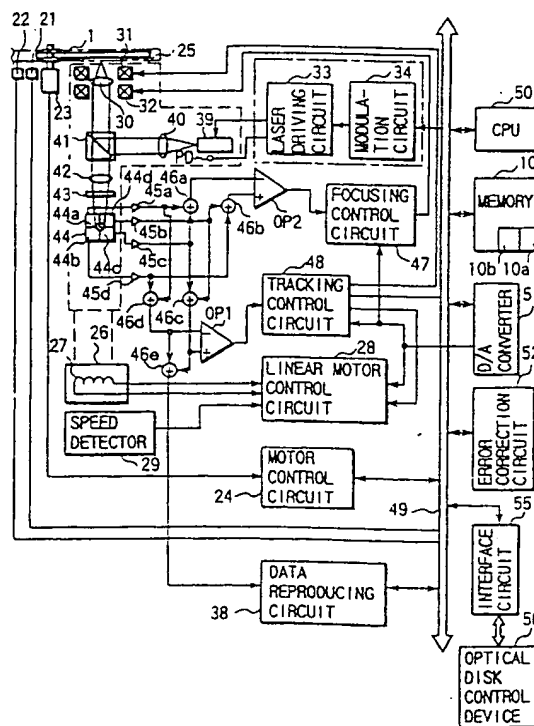 22 21 1 31 25
23
30 32
33 34
LASER
DRIVING
CIRCUIT
MODULA-
TION
CIRCUIT
50
CPU
41 40 39
PD
42
43 44d 46a
44a 45a
44 45b 46b OP2
44b 44c 45c
45d
FOCUSING
CONTROL
CIRCUIT
47
10
MEMORY
10b 10a
46d 46c OP1
48
TRACKING
CONTROL
CIRCUIT
D/A
CONVERTER
27 26
46e
28
LINEAR MOTOR
CONTROL
CIRCUIT
52
ERROR
CORRECTION
CIRCUIT
SPEED
DETECTOR
29
MOTOR
CONTROL
CIRCUIT
24
49
55
INTERFACE
CIRCUIT
DATA
REPRODUCING
CIRCUIT
38
OPTICAL
DISK
CONTROL
DEVICE